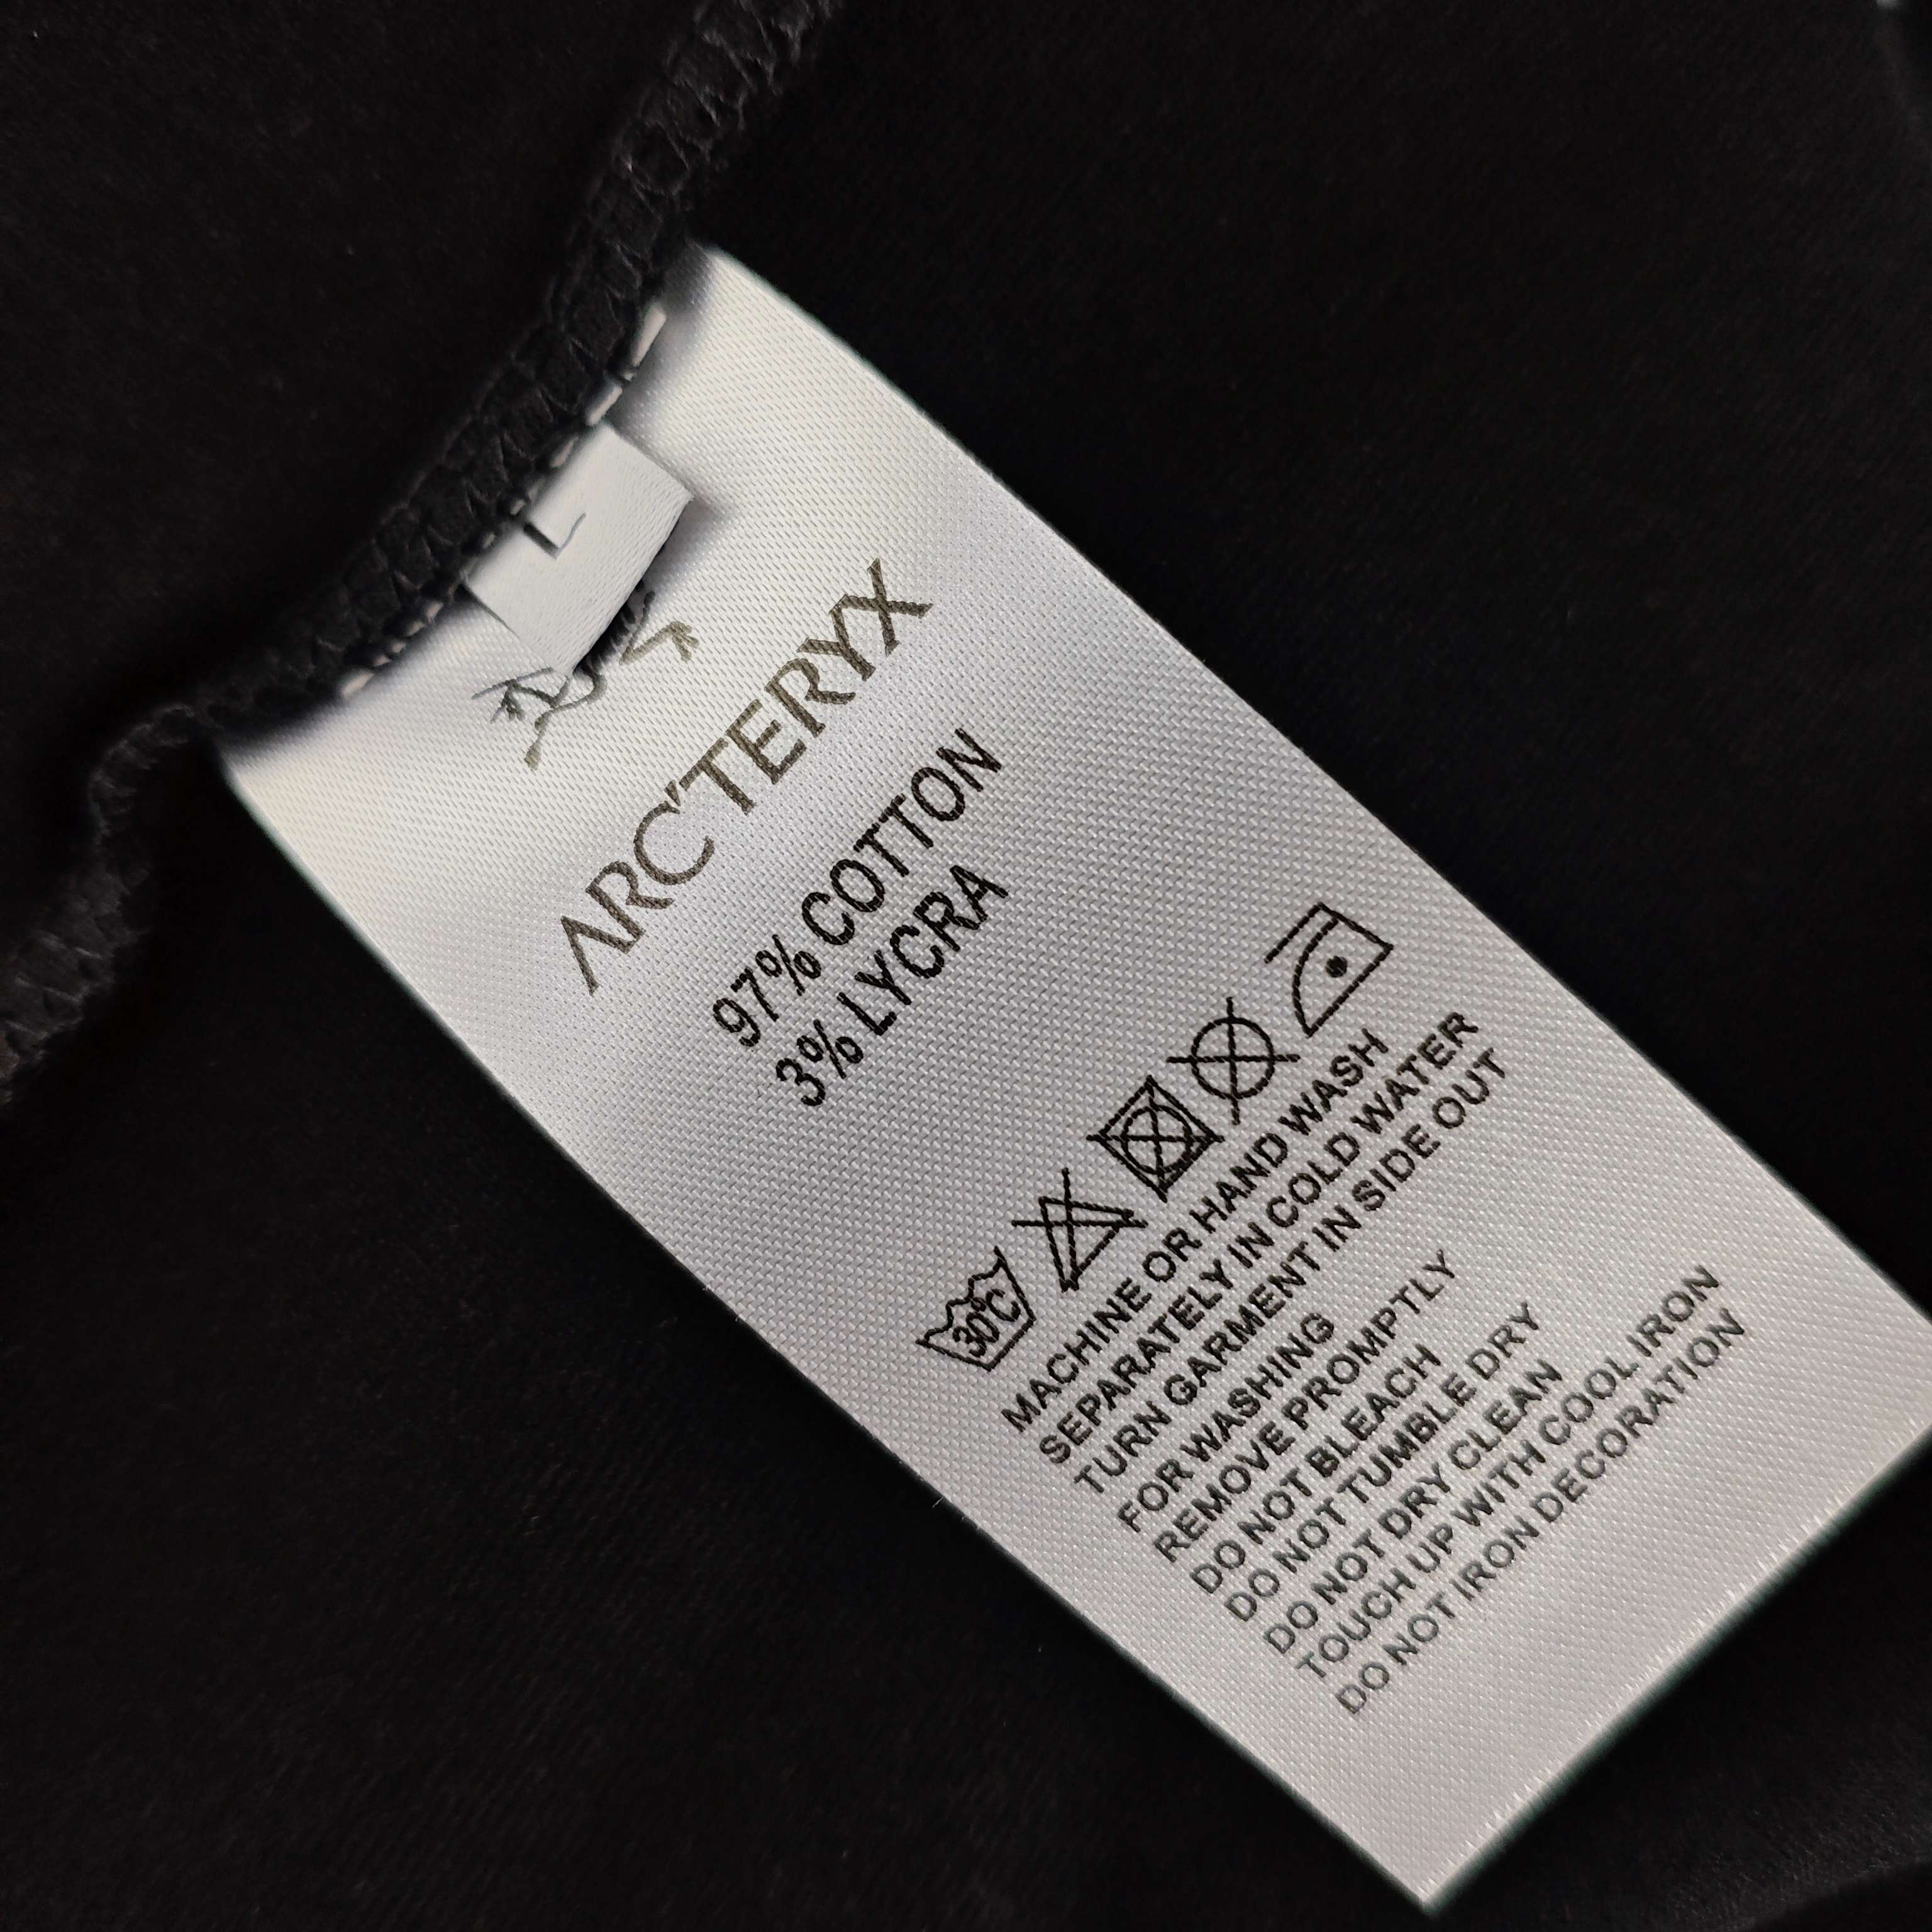 L
ARC'TERYX
97% COTTON
3% LYCRA
30°C
MACHINE OR HAND WASH
SEPARATELY IN COLD WATER
TURN GARMENT IN SIDE OUT
FOR WASHING
REMOVE PROMPTLY
DO NOT BLEACH
DO NOT TUMBLE DRY
DO NOT DRY CLEAN
TOUCH UP WITH COOL IRON
DO NOT IRON DECORATION